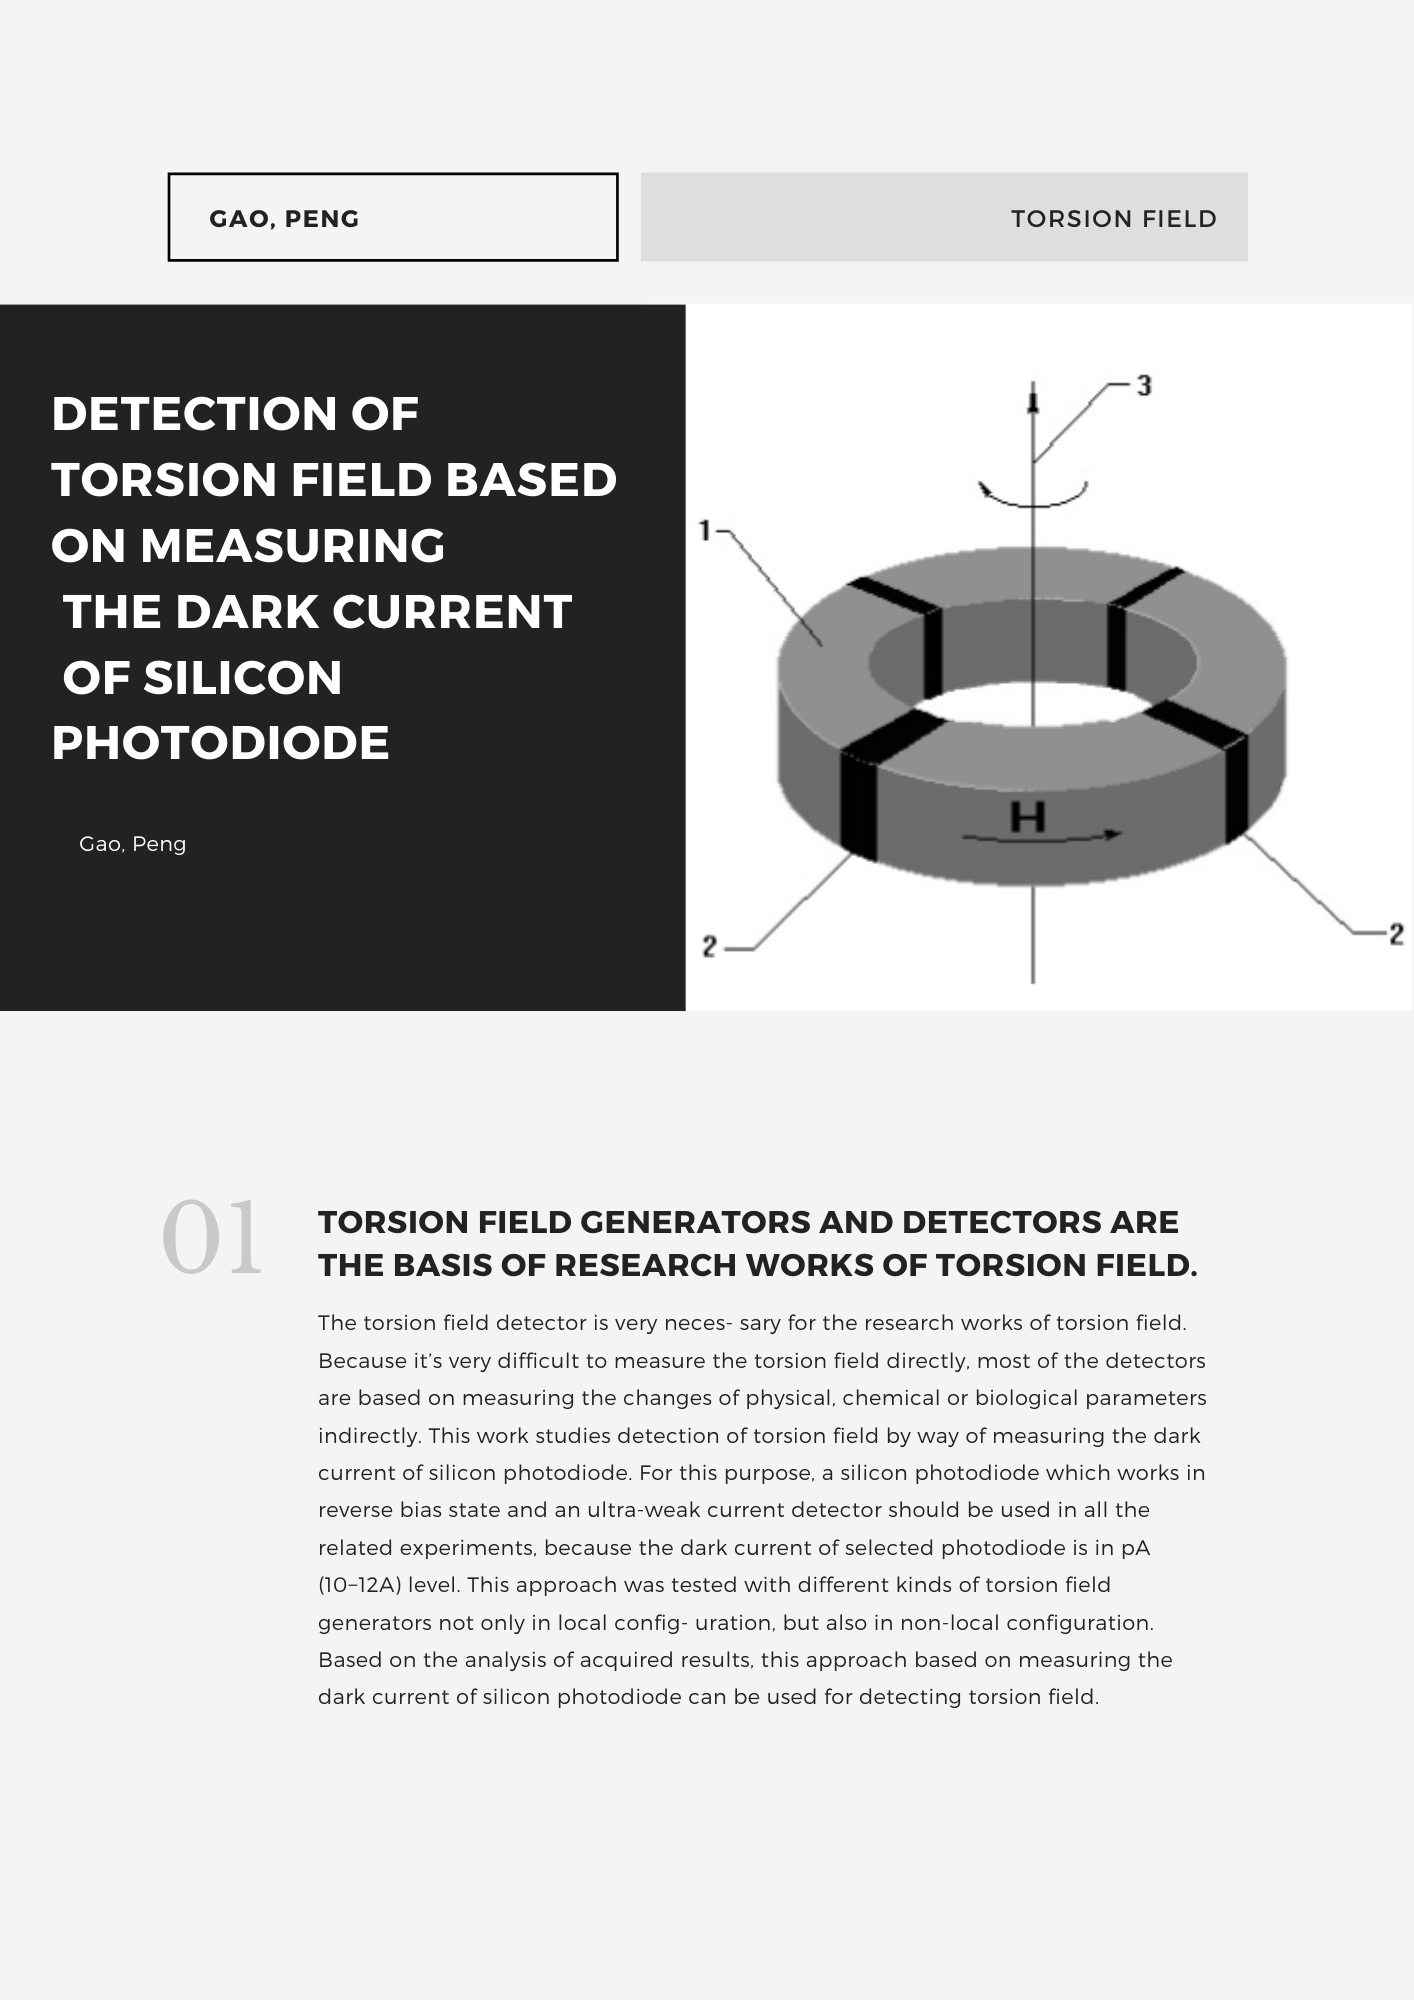 GAO, PENG
TORSION FIELD
DETECTION OF
TORSION FIELD BASED
ON MEASURING
THE DARK CURRENT
OF SILICON
PHOTODIODE
Gao, Peng
3
1
H
2
2
01
TORSION FIELD GENERATORS AND DETECTORS ARE
THE BASIS OF RESEARCH WORKS OF TORSION FIELD.
The torsion field detector is very neces- sary for the research works of torsion field.
Because it’s very difficult to measure the torsion field directly, most of the detectors
are based on measuring the changes of physical, chemical or biological parameters
indirectly. This work studies detection of torsion field by way of measuring the dark
current of silicon photodiode. For this purpose, a silicon photodiode which works in
reverse bias state and an ultra-weak current detector should be used in all the
related experiments, because the dark current of selected photodiode is in pA
(10−12A) level. This approach was tested with different kinds of torsion field
generators not only in local config- uration, but also in non-local configuration.
Based on the analysis of acquired results, this approach based on measuring the
dark current of silicon photodiode can be used for detecting torsion field.